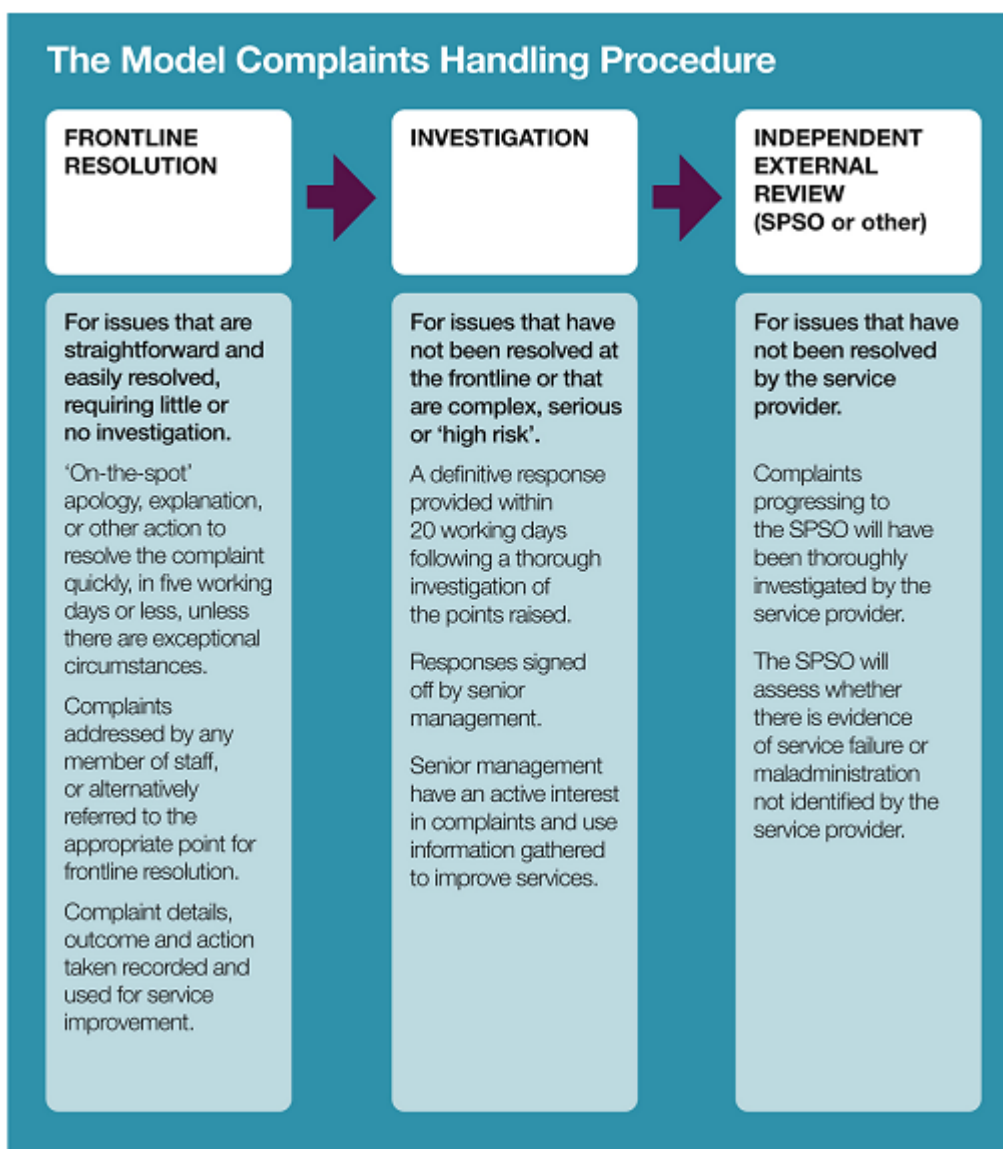 The Model Complaints Handling Procedure
FRONTLINE
RESOLUTION
For issues that are
straightforward and
easily resolved,
requiring little or
no investigation.
‘On-the-spot’
apology, explanation,
or other action to
resolve the complaint
quickly, in five working
days or less, unless
there are exceptional
circumstances.
Complaints
addressed by any
member of staff,
or alternatively
referred to the
appropriate point for
frontline resolution.
Complaint details,
outcome and action
taken recorded and
used for service
improvement.
INVESTIGATION
For issues that have
not been resolved at
the frontline or that
are complex, serious
or ‘high risk’.
A definitive response
provided within
20 working days
following a thorough
investigation of
the points raised.
Responses signed
off by senior
management.
Senior management
have an active interest
in complaints and use
information gathered
to improve services.
INDEPENDENT
EXTERNAL
REVIEW
(SPSO or other)
For issues that have
not been resolved
by the service
provider.
Complaints
progressing to
the SPSO will have
been thoroughly
investigated by the
service provider.
The SPSO will
assess whether
there is evidence
of service failure or
maladministration
not identified by the
service provider.